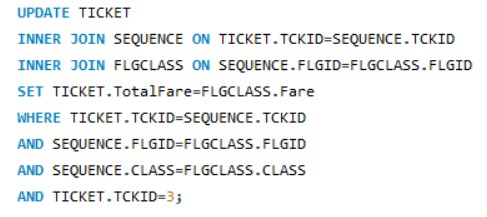 UPDATE TICKET
INNER JOIN SEQUENCE ON TICKET.TCKID=SEQUENCE.TCKID
INNER JOIN FLGCLASS ON SEQUENCE.FLGID=FLGCLASS.FLGID
SET TICKET.TotalFare=FLGCLASS.Fare
WHERE TICKET.TCKID=SEQUENCE.TCKID
AND SEQUENCE.FLGID=FLGCLASS.FLGID
AND SEQUENCE.CLASS=FLGCLASS.CLASS
AND TICKET.TCKID=3;